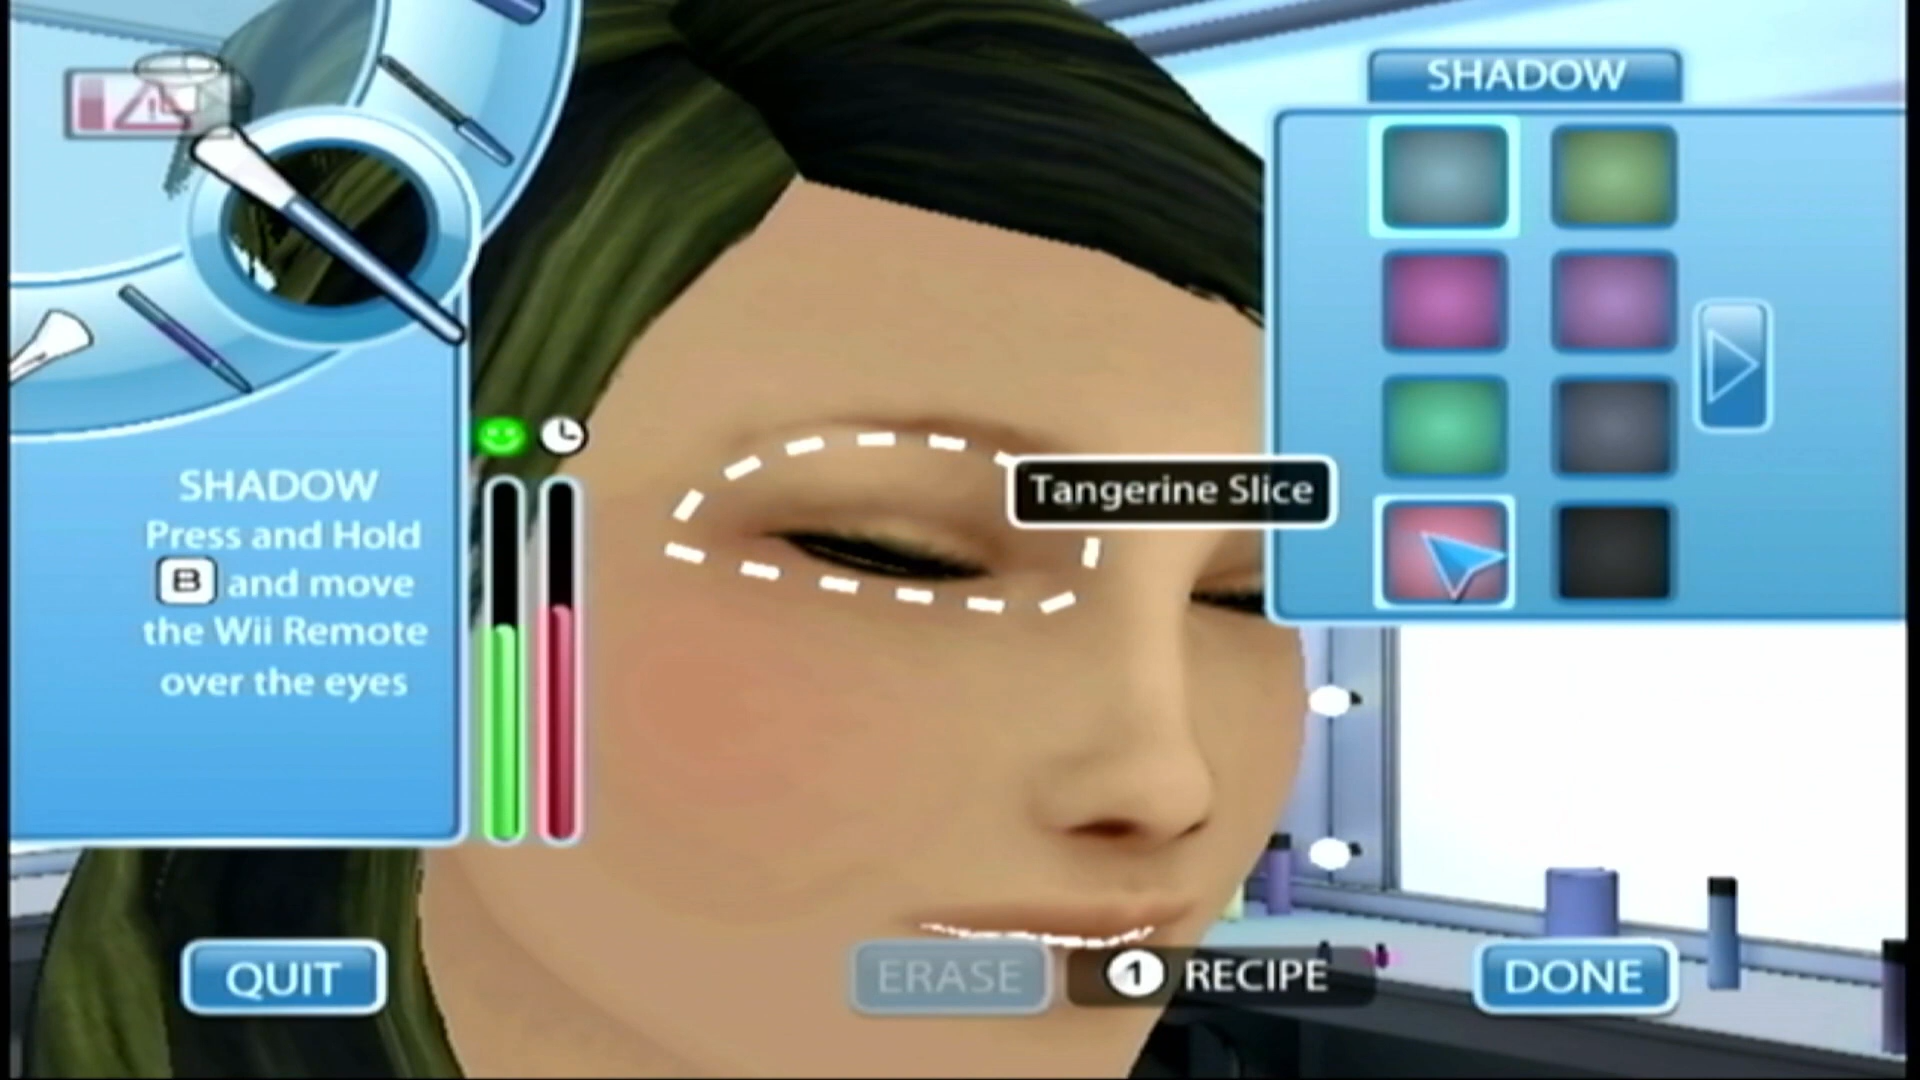 SHADOW
SHADOW
Press and Hold
B and move
the Wii Remote
over the eyes
Tangerine Slice
QUIT
ERASE
1 RECIPE
DONE